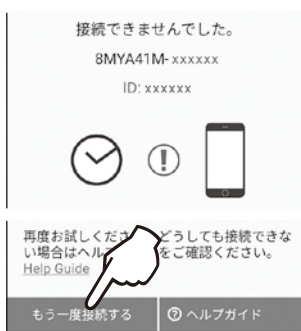 接続できませんでした。
8MYA41M-xxxxxx
ID: xxxxxx
再度お試しくださ どうしても接続できな
い場合はヘル をご確認ください。
Help Guide
もう一度接続する
ヘルプガイド